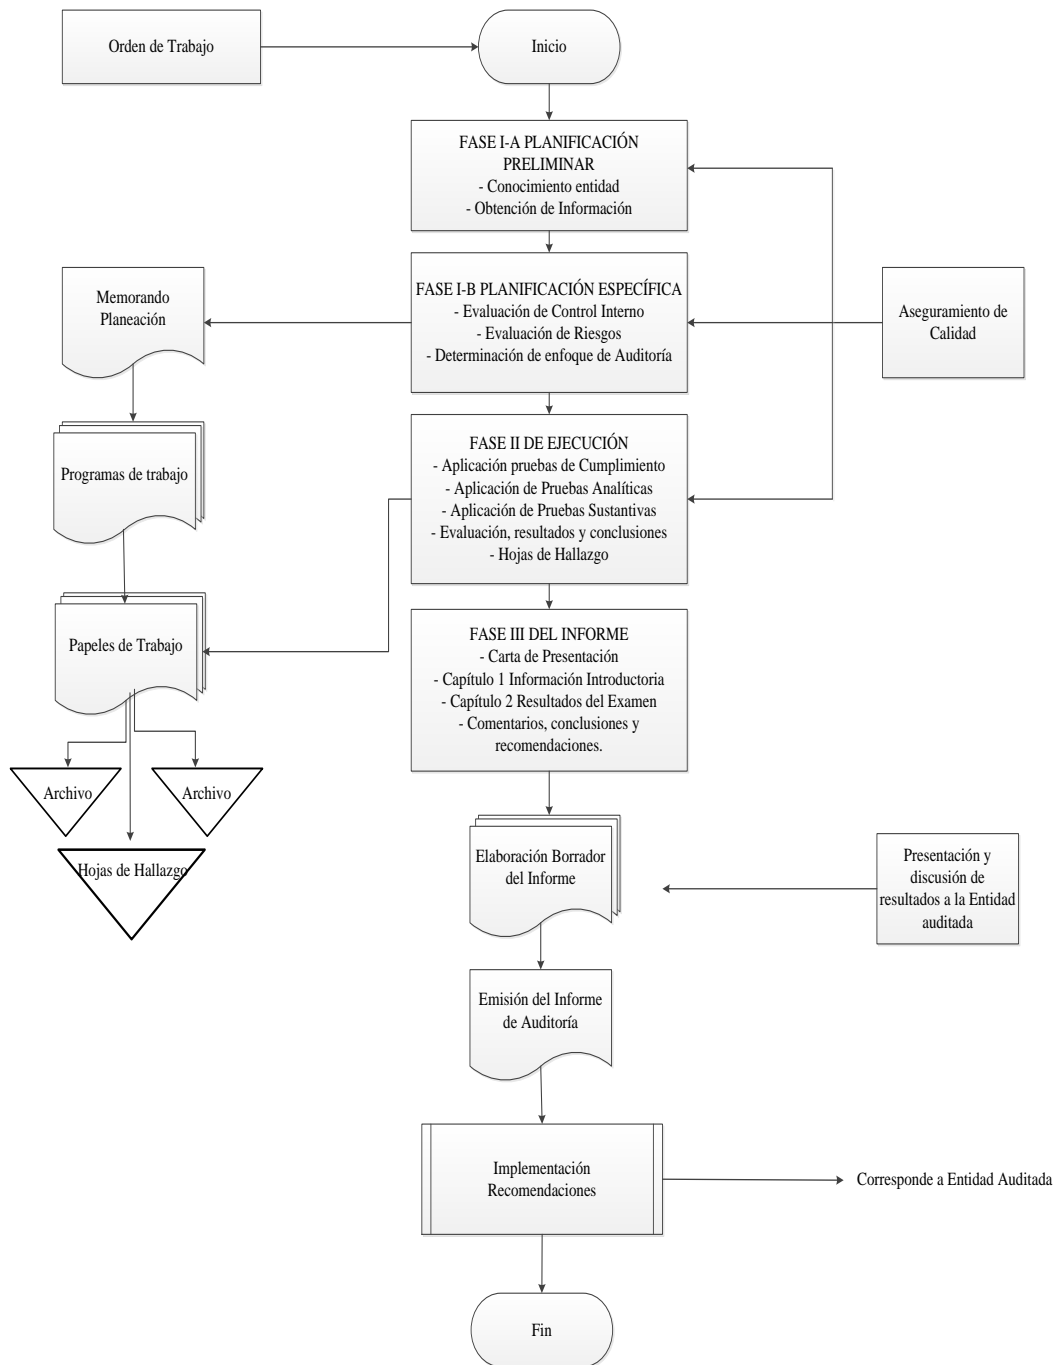 Orden de Trabajo
Inicio
FASE I-A PLANIFICACIÓN
PRELIMINAR
- Conocimiento entidad
- Obtención de Información
Memorando
Planeación
FASE I-B PLANIFICACIÓN ESPECÍFICA
- Evaluación de Control Interno
- Evaluación de Riesgos
- Determinación de enfoque de Auditoría
Aseguramiento de
Calidad
Programas de trabajo
FASE II DE EJECUCIÓN
- Aplicación pruebas de Cumplimiento
- Aplicación de Pruebas Analíticas
- Aplicación de Pruebas Sustantivas
- Evaluación, resultados y conclusiones
- Hojas de Hallazgo
Papeles de Trabajo
FASE III DEL INFORME
- Carta de Presentación
- Capítulo 1 Información Introductoria
- Capítulo 2 Resultados del Examen
- Comentarios, conclusiones y
recomendaciones.
Archivo
Archivo
Hojas de Hallazgo
Elaboración Borrador
del Informe
Presentación y
discusión de
resultados a la Entidad
auditada
Emisión del Informe
de Auditoría
Implementación
Recomendaciones
Corresponde a Entidad Auditada
Fin